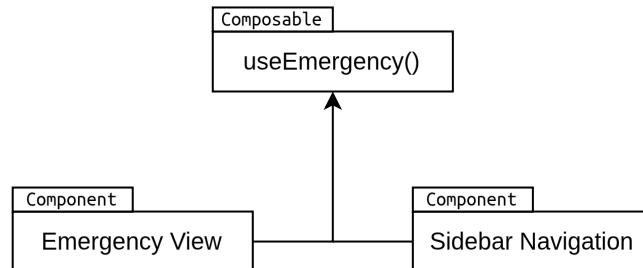 Composable
useEmergency()
Component
Emergency View
Component
Sidebar Navigation